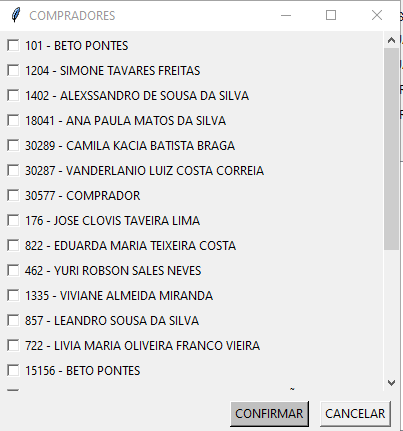 COMPRADORES
101 - BETO PONTES
1204 - SIMONE TAVARES FREITAS
1402 - ALEXSSANDRO DE SOUSA DA SILVA
18041 - ANA PAULA MATOS DA SILVA
30289 - CAMILA KACIA BATISTA BRAGA
30287 - VANDERLANIO LUIZ COSTA CORREIA
30577 - COMPRADOR
176 - JOSE CLOVIS TAVEIRA LIMA
822 - EDUARDA MARIA TEIXEIRA COSTA
462 - YURI ROBSON SALES NEVES
1335 - VIVIANE ALMEIDA MIRANDA
857 - LEANDRO SOUSA DA SILVA
722 - LIVIA MARIA OLIVEIRA FRANCO VIEIRA
15156 - BETO PONTES
CONFIRMAR
CANCELAR